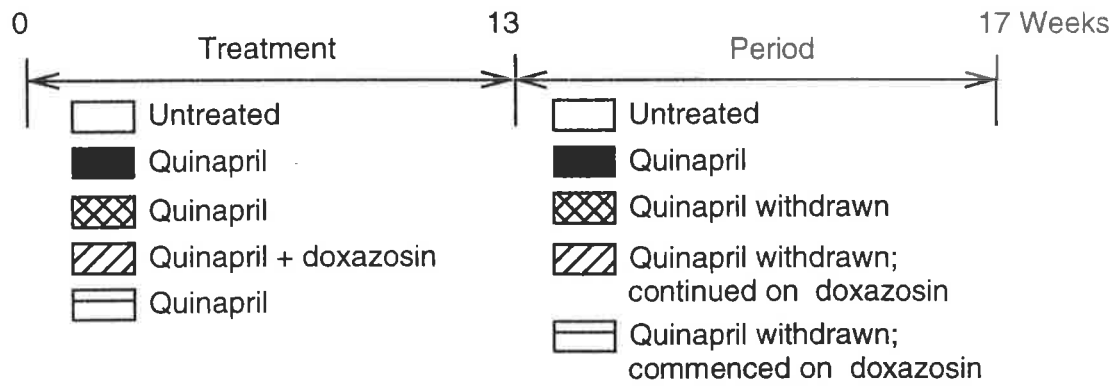 0 13 17 Weeks
Treatment Period
Untreated
Quinapril
Quinapril
Quinapril + doxazosin
Quinapril
Untreated
Quinapril
Quinapril withdrawn
Quinapril withdrawn;
continued on doxazosin
Quinapril withdrawn;
commenced on doxazosin